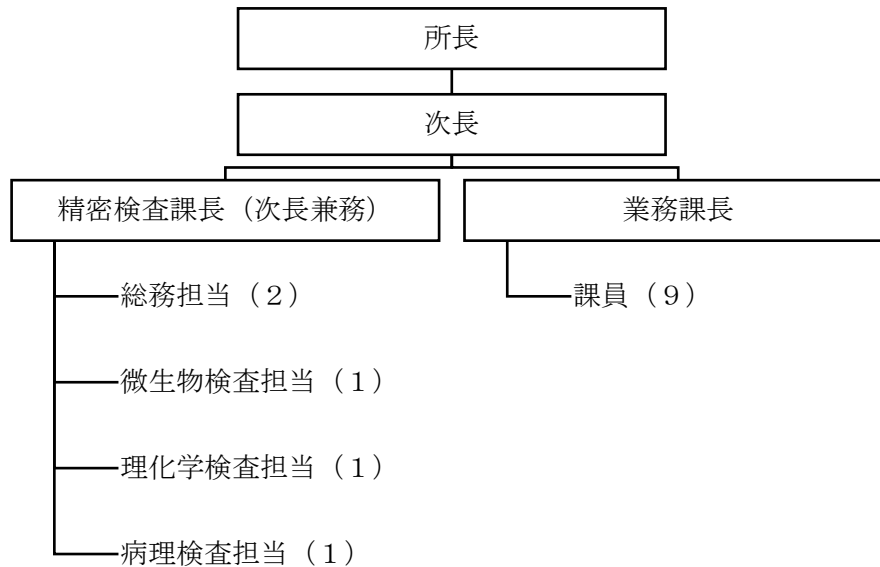 所長
次長
精密検査課長（次長兼務）
業務課長
総務担当（２）
課員（９）
微生物検査担当（１）
理化学検査担当（１）
病理検査担当（１）